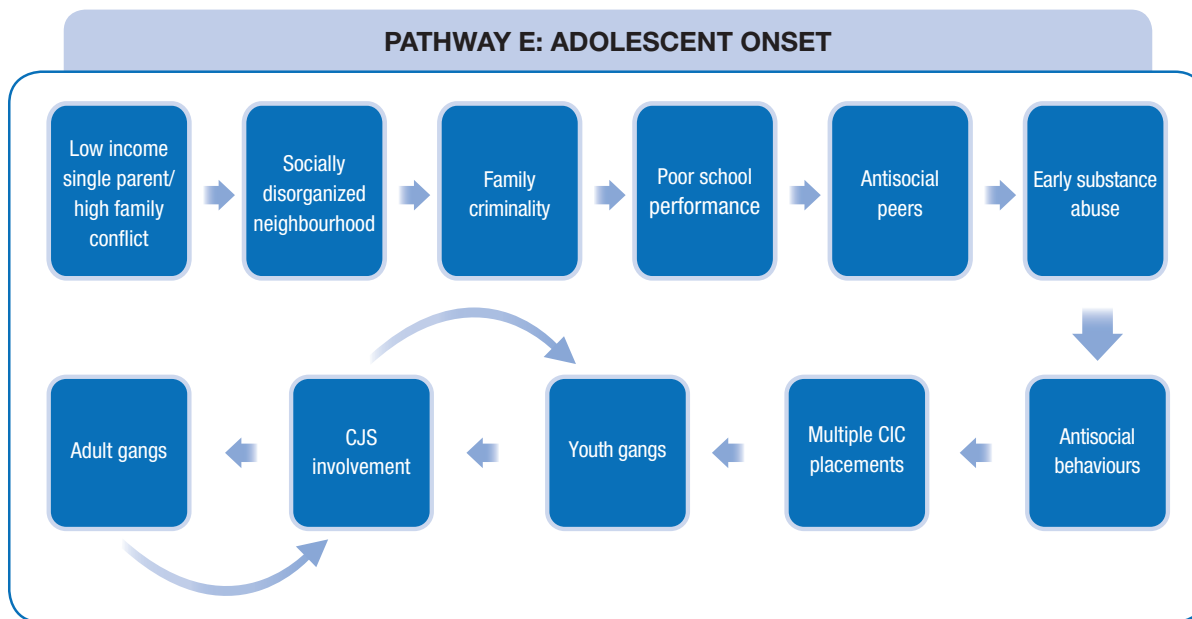 PATHWAY E: ADOLESCENT ONSET
Low income
single parent/
high family
conflict
Socially
disorganized
neighbourhood
Family
criminality
Poor school
performance
Antisocial
peers
Early substance
abuse
Adult gangs
CJS
involvement
Youth gangs
Multiple CIC
placements
Antisocial
behaviours